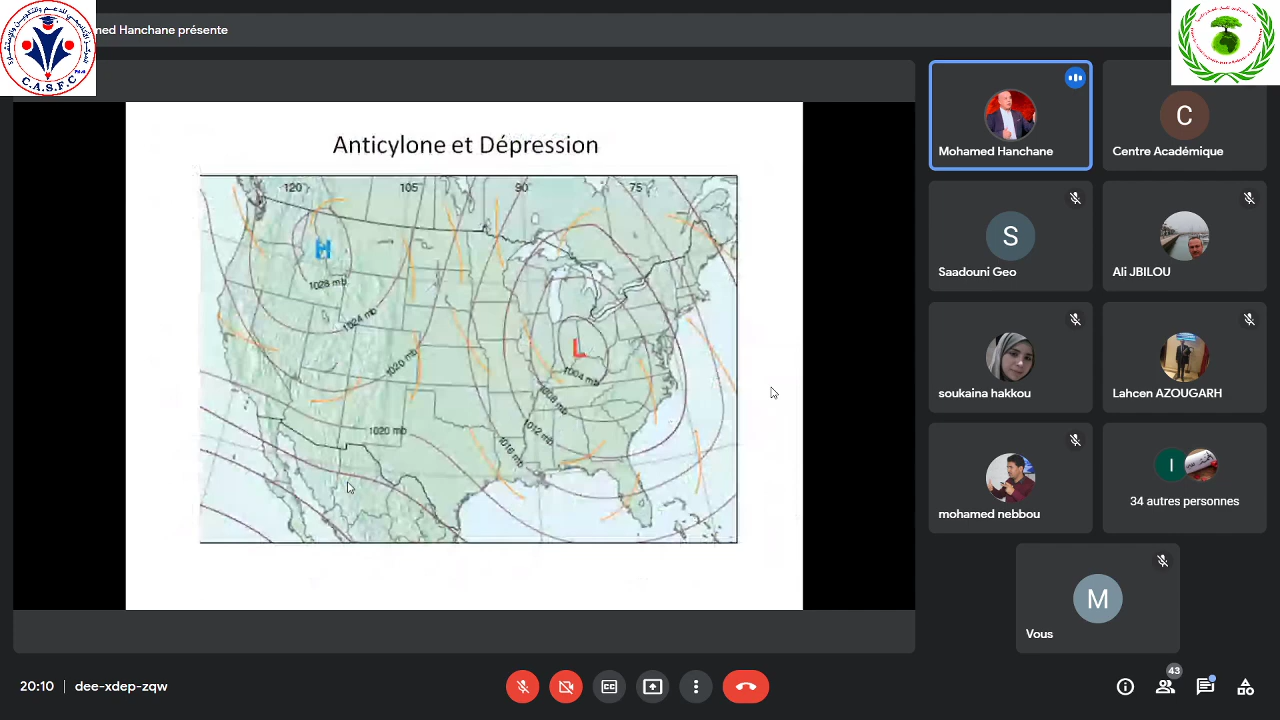 C.A.S.F.C
med Hanchane présente
Anticylone et Dépression
120
105
90
75
H
1028 mb
1024 mb
1020 mb
1020 mb
L
1004 mb
1008 mb
1012 mb
1016 mb
Mohamed Hanchane
C
Centre Académique
S
Saadouni Geo
Ali JBILOU
soukaina hakkou
Lahcen AZOUGARH
mohamed nebbou
I
34 autres personnes
M
Vous
20:10
dee-xdep-zqw
CC
43